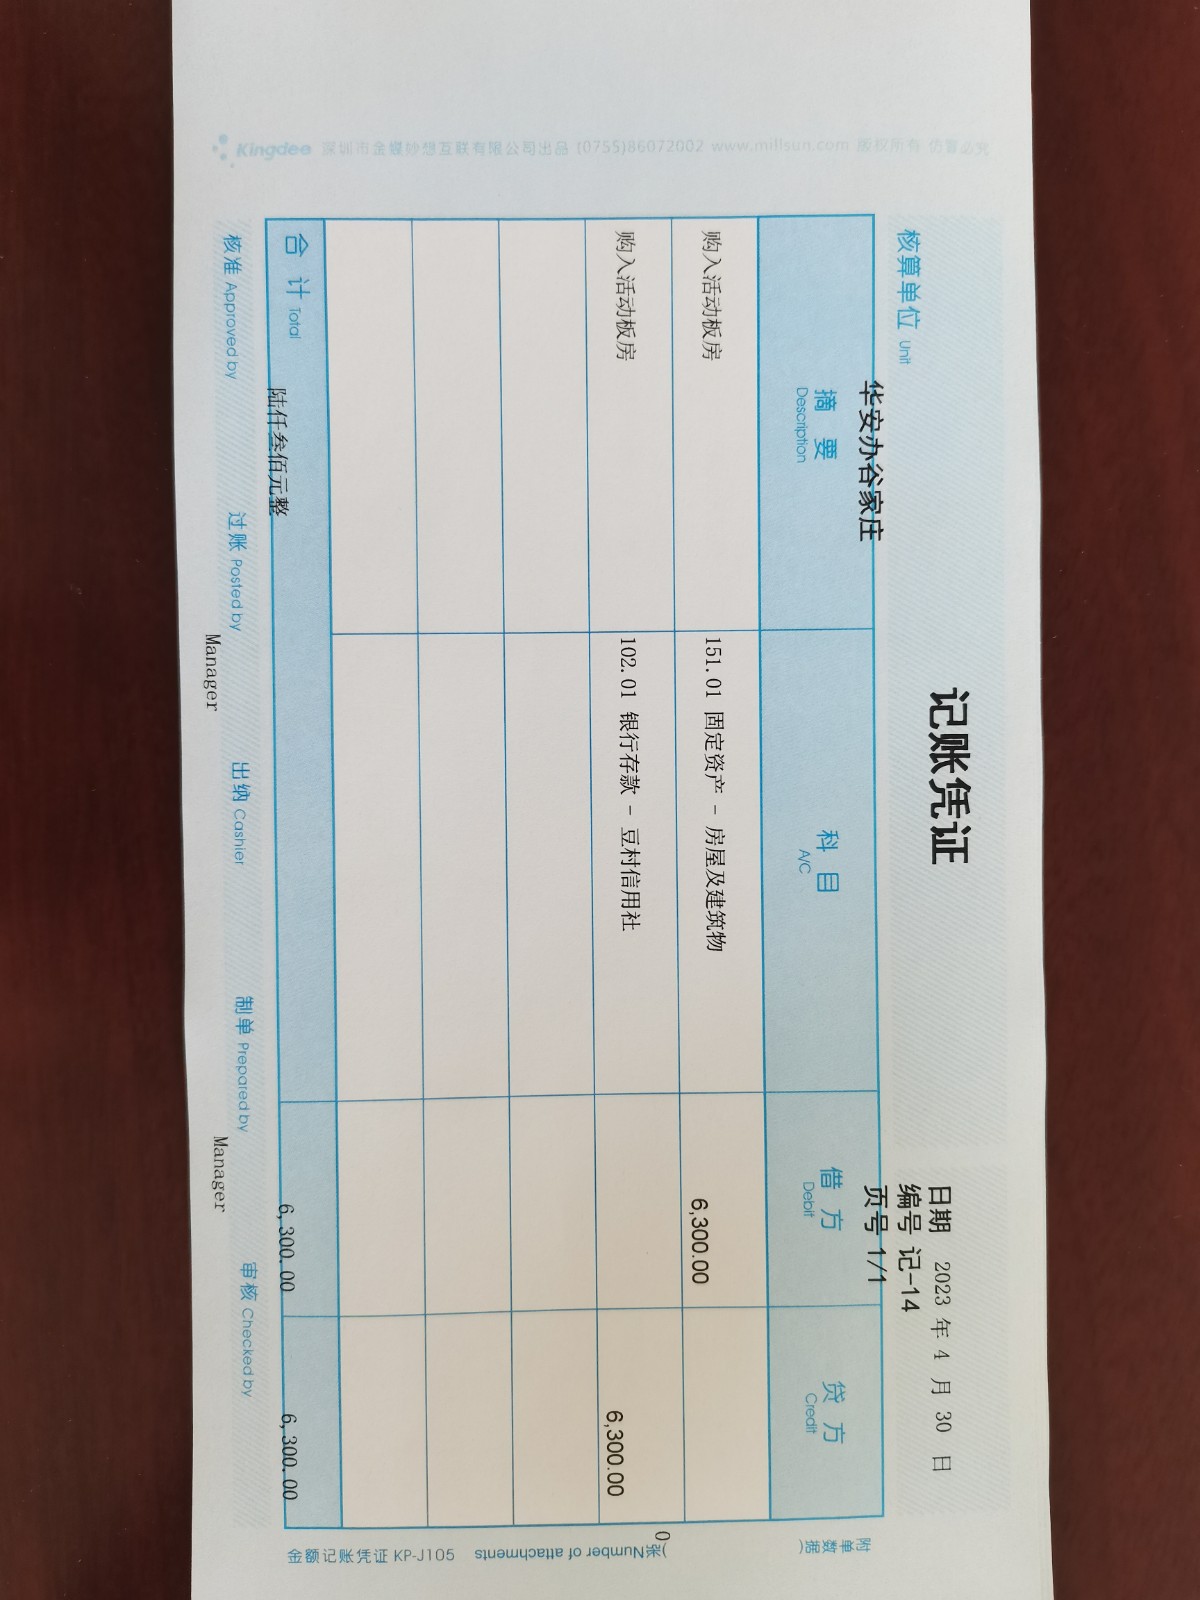 记账凭证
日期 2023 年 4 月 30 日
编号 记-14
核算单位 Unit 华安办谷家庄
页号 1/1
摘 要 Description 科 目 A/C 借 方 Debit 贷 方 Credit
购入活动板房 151.01 固定资产 - 房屋及建筑物 6,300.00
购入活动板房 102.01 银行存款 - 豆村信用社 6,300.00
合 计 Total 陆仟叁佰元整 6,300.00 6,300.00
核准 Approved by 过账 Posted by 出纳 Cashier 制单 Prepared by 审核 Checked by
Manager Manager
附单数据( 0 )张 Number of attachments
金额记账凭证 KP-J105
Kingdee 深圳市金蝶妙想互联有限公司出品 (0755)86072002 www.millsun.com 版权所有 仿冒必究